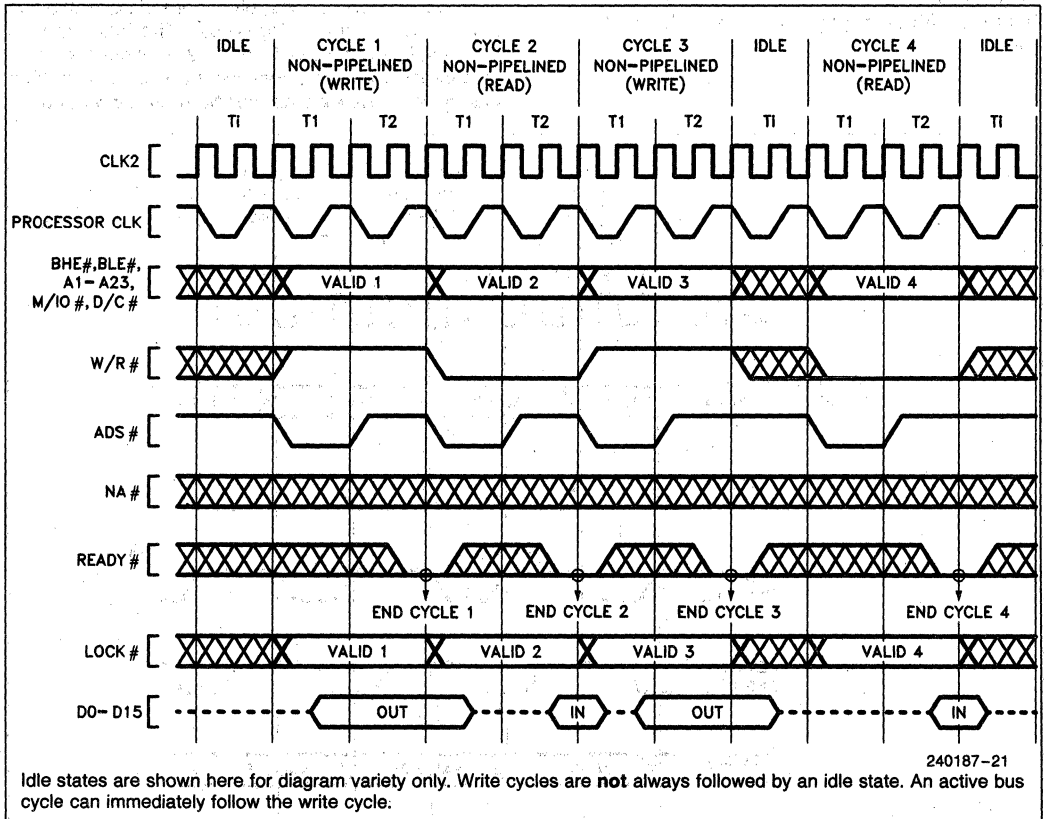 IDLE CYCLE 1 CYCLE 2 CYCLE 3 IDLE CYCLE 4 IDLE
NON-PIPELINED NON-PIPELINED NON-PIPELINED NON-PIPELINED
(WRITE) (READ) (WRITE) (READ)
Ti T1 T2 T1 T2 T1 T2 Ti T1 T2 Ti
CLK2
PROCESSOR CLK
BHE#,BLE#,
A1-A23,
M/IO#,D/C#
VALID 1 VALID 2 VALID 3 VALID 4
W/R#
ADS#
NA#
READY#
END CYCLE 1 END CYCLE 2 END CYCLE 3 END CYCLE 4
LOCK# VALID 1 VALID 2 VALID 3 VALID 4
D0-D15 OUT IN OUT IN
240187-21
Idle states are shown here for diagram variety only. Write cycles are not always followed by an idle state. An active bus
cycle can immediately follow the write cycle.